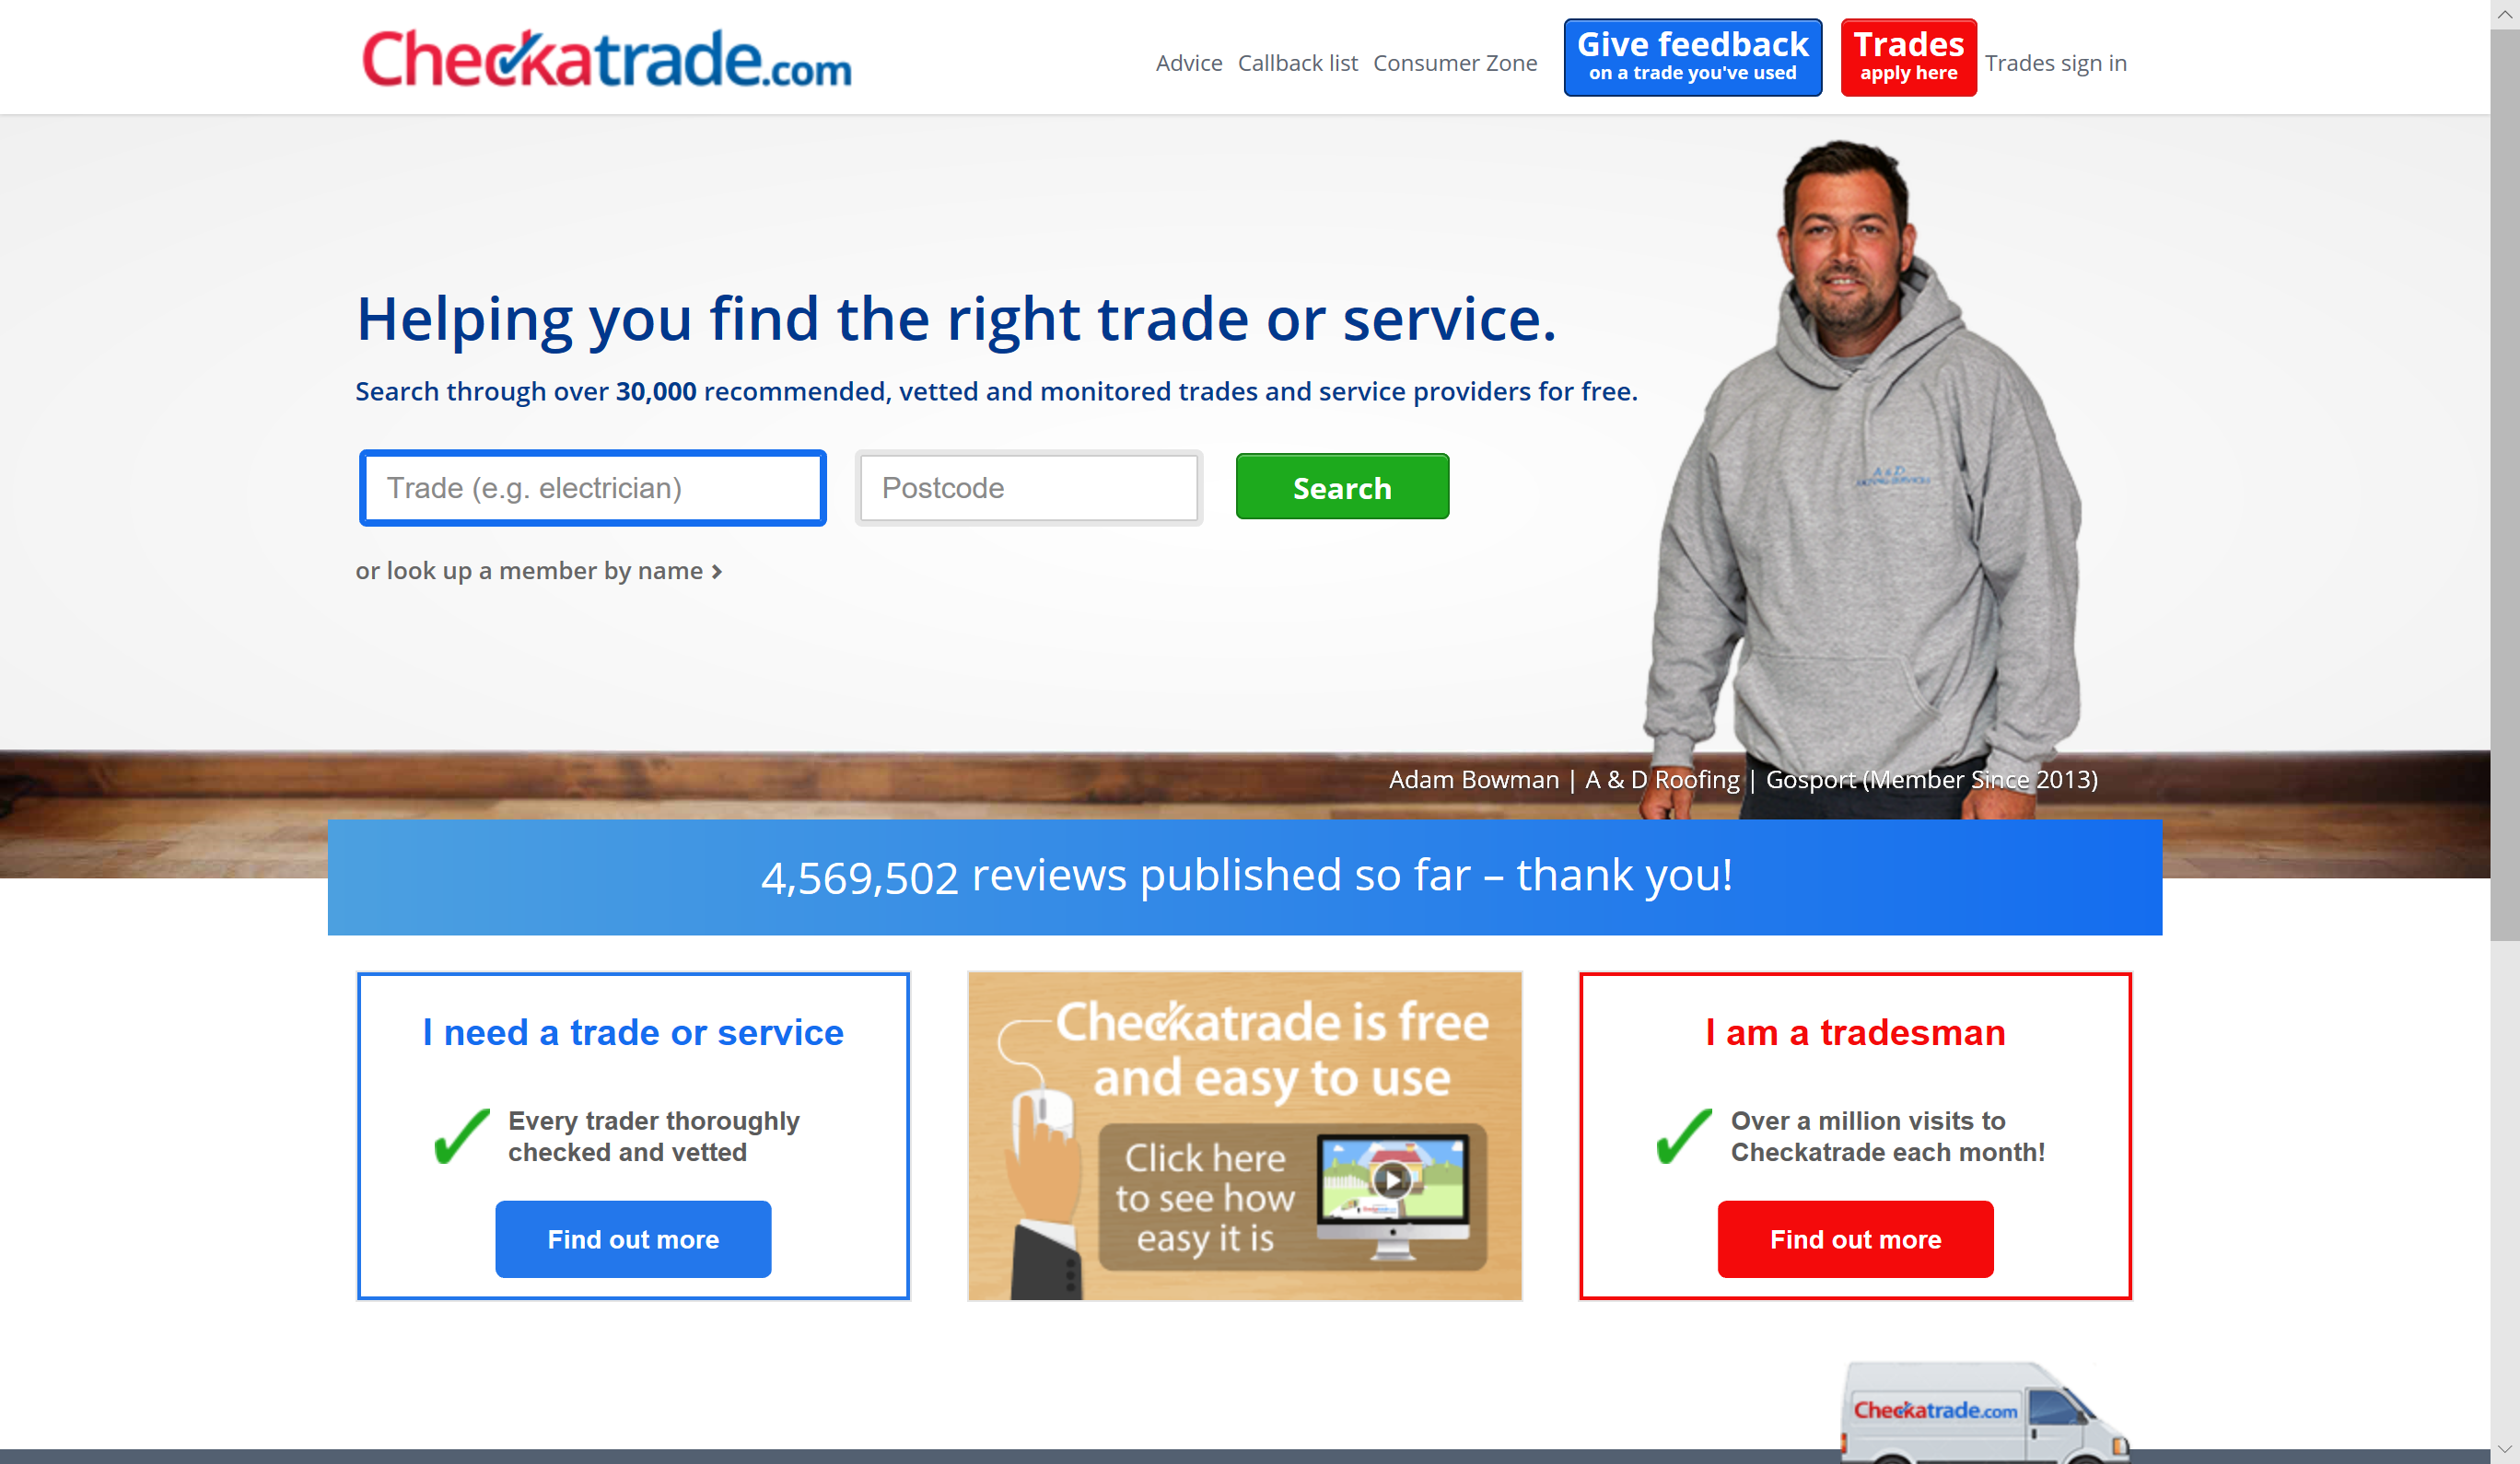 Checkatrade.com
Advice Callback list Consumer Zone
Give feedback
on a trade you've used
Trades
apply here
Trades sign in
Helping you find the right trade or service.
Search through over 30,000 recommended, vetted and monitored trades and service providers for free.
Trade (e.g. electrician)
Postcode
Search
or look up a member by name
A & D
Adam Bowman | A & D Roofing | Gosport (Member Since 2013)
4,569,502 reviews published so far – thank you!
I need a trade or service
Every trader thoroughly
checked and vetted
Find out more
Checkatrade is free
and easy to use
Click here
to see how
easy it is
I am a tradesman
Over a million visits to
Checkatrade each month!
Find out more
Checkatrade.com